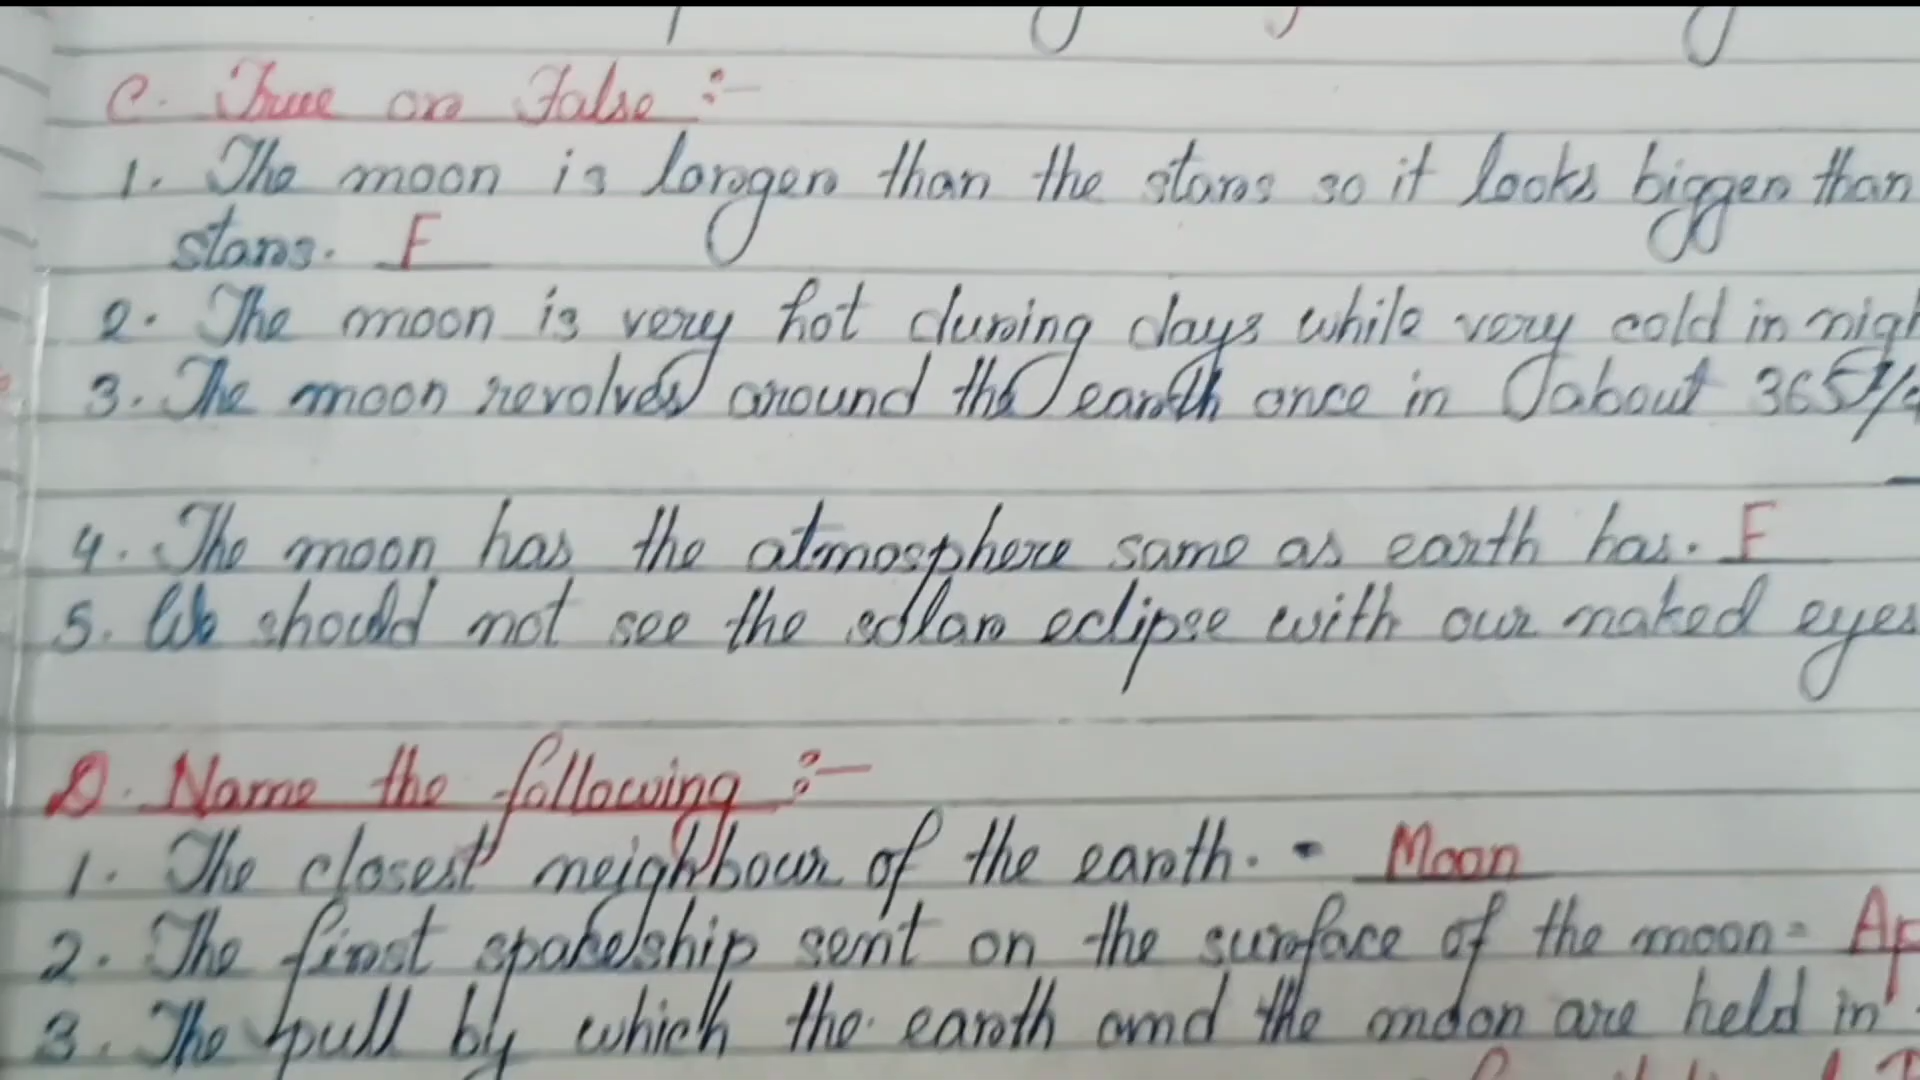 C. True or False :-
1. The moon is larger than the stars so it looks bigger than
stars. F
2. The moon is very hot during days while very cold in nigh
3. The moon revolves around the earth once in about 365 1/4
4. The moon has the atmosphere same as earth has. F
5. We should not see the solar eclipse with our naked eyes
D. Name the following :-
1. The closest neighbour of the earth. - Moon
2. The first spakeship sent on the surface of the moon - Ap
3. The pull by which the earth and the moon are held in